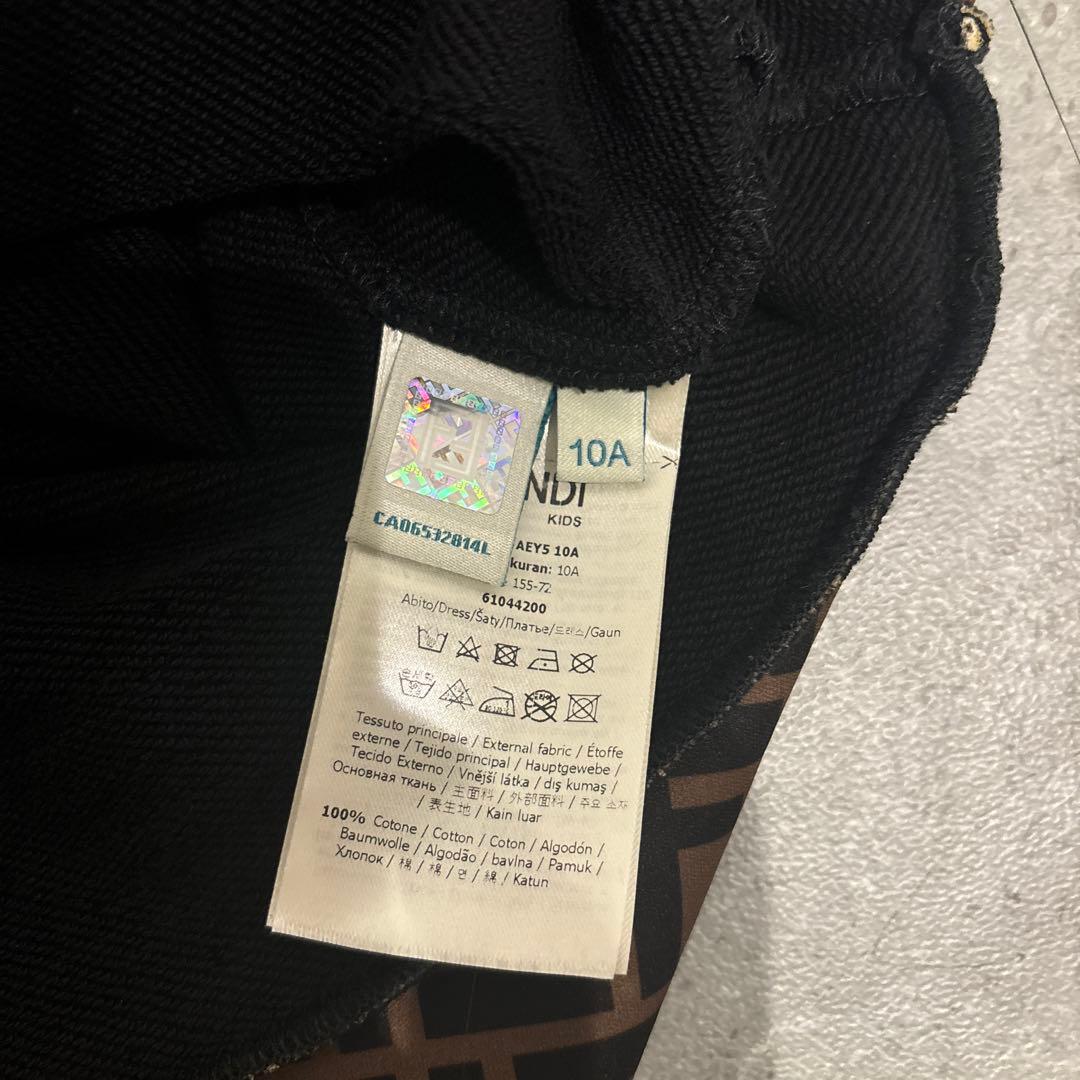 CA06532814L
10A
NDI
KIDS
AEY5 10A
kuran: 10A
155-72
61044200
Abito/Dress/Šaty/Платье/드레스/Gaun
Tessuto principale / External fabric / Étoffe
externe / Tejido principal / Hauptgewebe /
Tecido Externo / Vnější látka / dış kumaş /
Основная ткань / 主面料 / 外部面料 / 주요 소재
/ 表生地 / Kain luar
100% Cotone / Cotton / Coton / Algodón /
Baumwolle / Algodão / bavlna / Pamuk /
Хлопок / 棉 / 棉 / 면 / 綿 / Katun